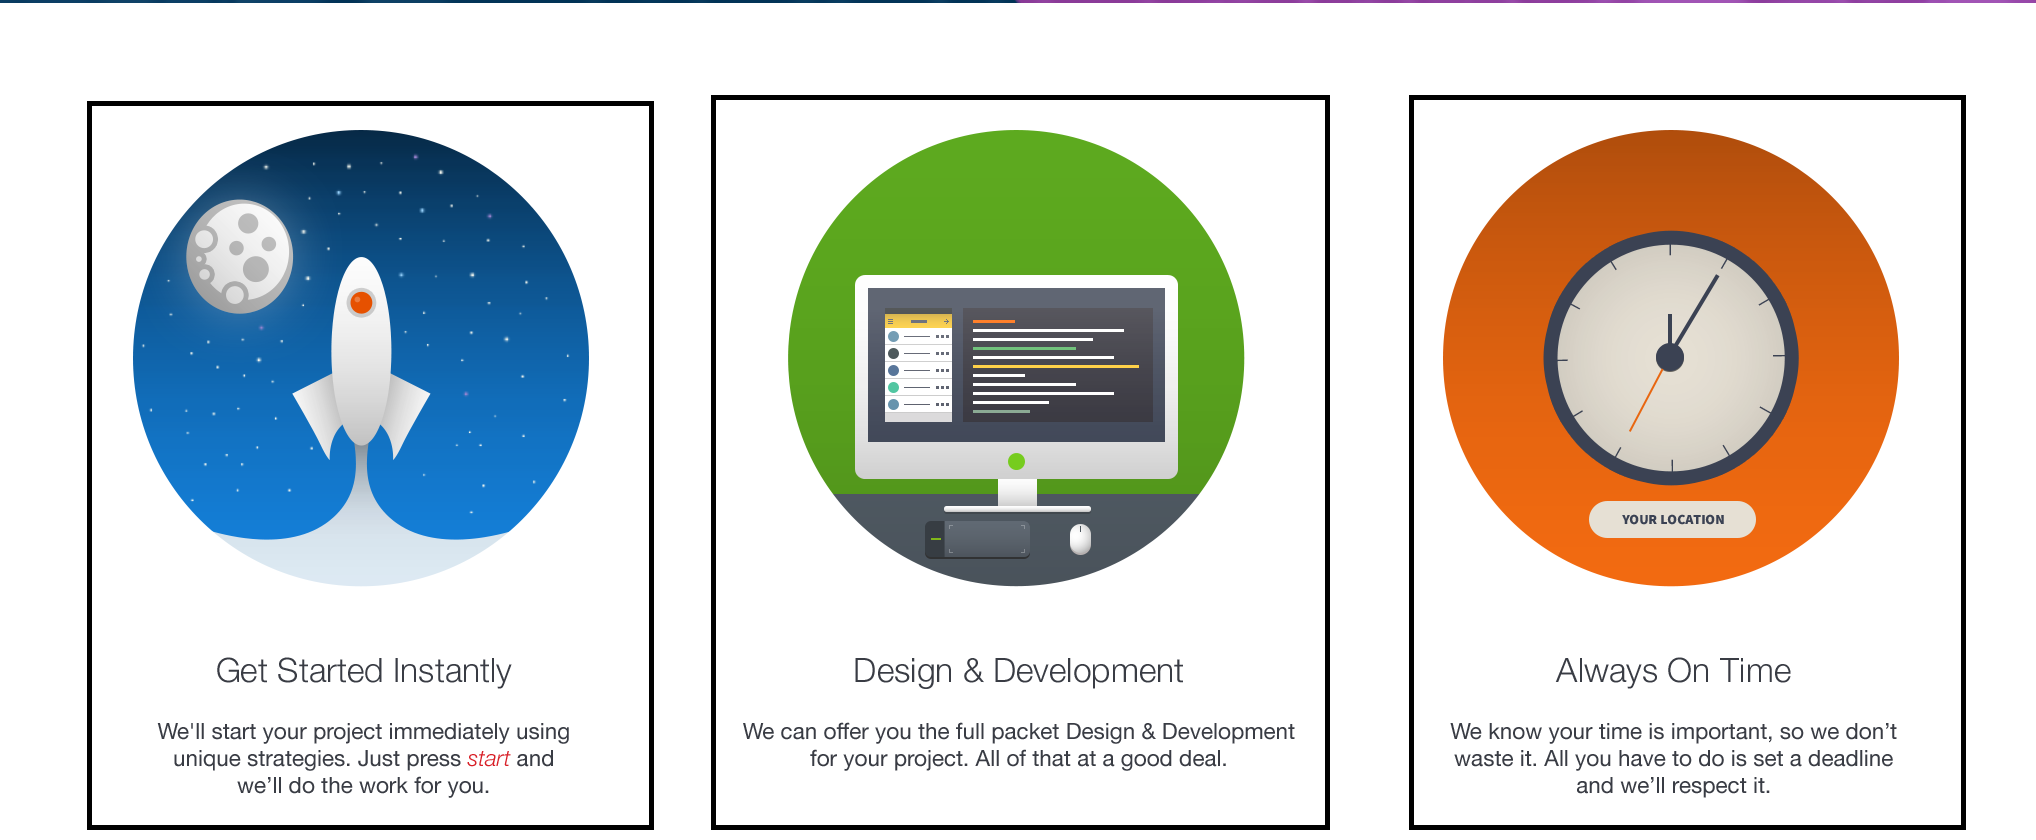 YOUR LOCATION
Get Started Instantly
We'll start your project immediately using
unique strategies. Just press start and
we’ll do the work for you.
Design & Development
We can offer you the full packet Design & Development
for your project. All of that at a good deal.
Always On Time
We know your time is important, so we don’t
waste it. All you have to do is set a deadline
and we’ll respect it.